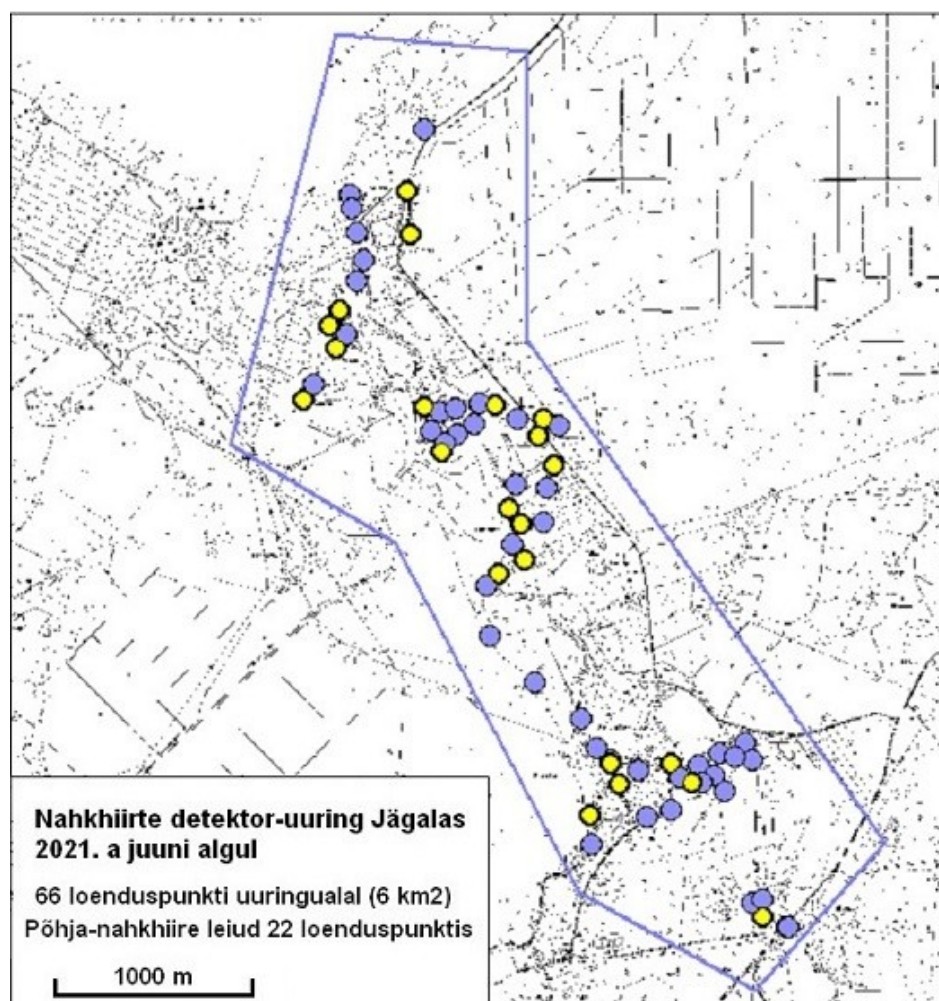 Nahkhiirte detektor-uuring Jägalas
2021. a juuni algul
66 loenduspunkti uuringualal (6 km2)
Põhja-nahkhiire leiud 22 loenduspunktis
1000 m